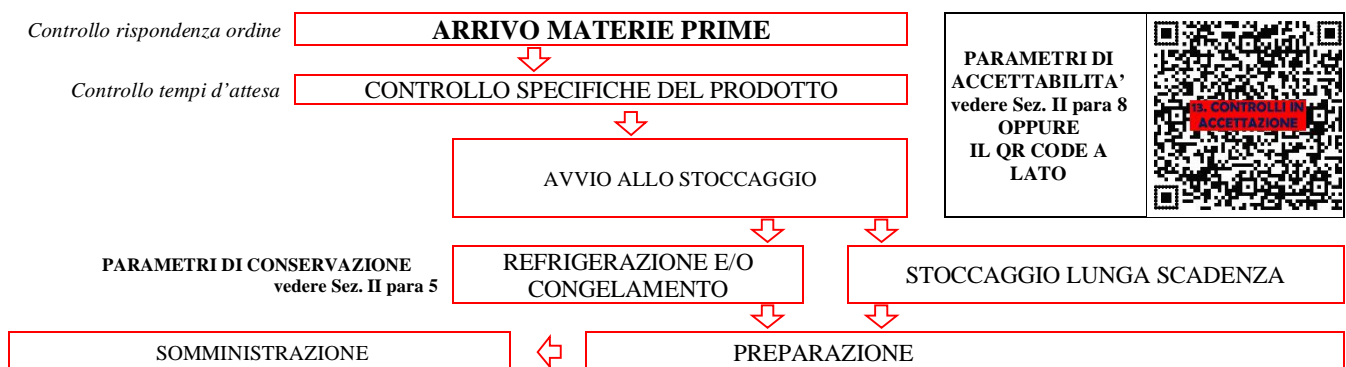 Controllo rispondenza ordine
ARRIVO MATERIE PRIME
Controllo tempi d'attesa
CONTROLLO SPECIFICHE DEL PRODOTTO
PARAMETRI DI
ACCETTABILITA'
vedere Sez. II para 8
OPPURE
IL QR CODE A
LATO
13. CONTROLLI IN
ACCETTAZIONE
AVVIO ALLO STOCCAGGIO
PARAMETRI DI CONSERVAZIONE
vedere Sez. II para 5
REFRIGERAZIONE E/O
CONGELAMENTO
STOCCAGGIO LUNGA SCADENZA
SOMMINISTRAZIONE
PREPARAZIONE